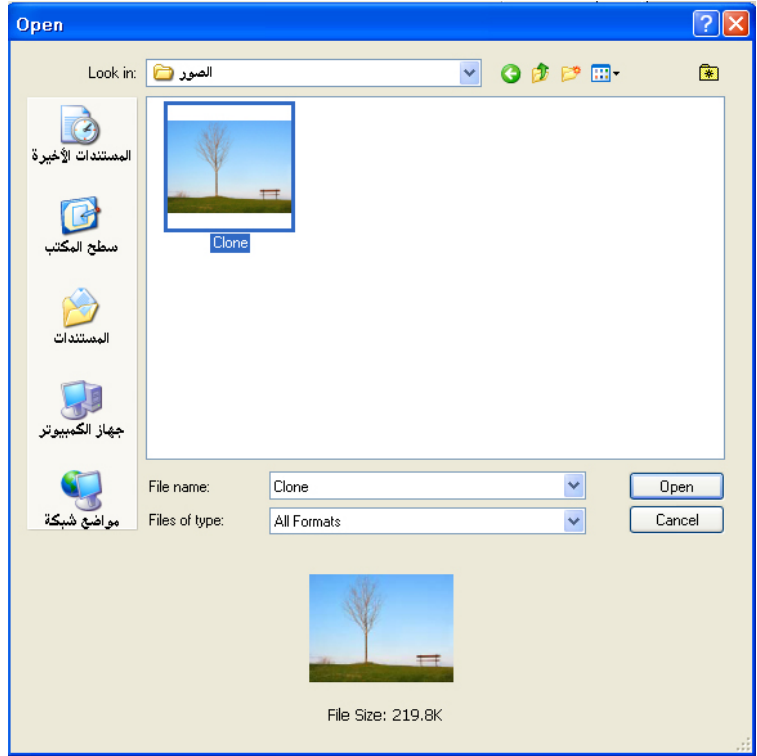 Open
Look in: الصور
المستندات الأخيرة
سطح المكتب
المستندات
جهاز الكمبيوتر
مواضع شبكة
Clone
File name: Clone Open
Files of type: All Formats Cancel
File Size: 219.8K